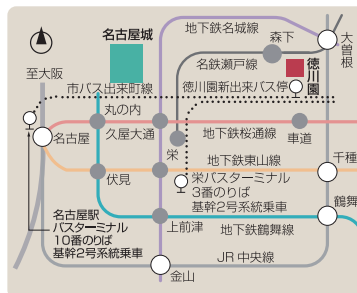 名古屋城
地下鉄名城線
森下
大曽根
名鉄瀬戸線
徳川園
至大阪
市バス出来町線
徳川園新出来バス停
丸の内
名古屋
久屋大通
栄
地下鉄桜通線
車道
地下鉄東山線
千種
伏見
栄バスターミナル
3番のりば
基幹2号系統乗車
名古屋駅
バスターミナル
10番のりば
基幹2号系統乗車
上前津
地下鉄鶴舞線
鶴舞
JR中央線
金山